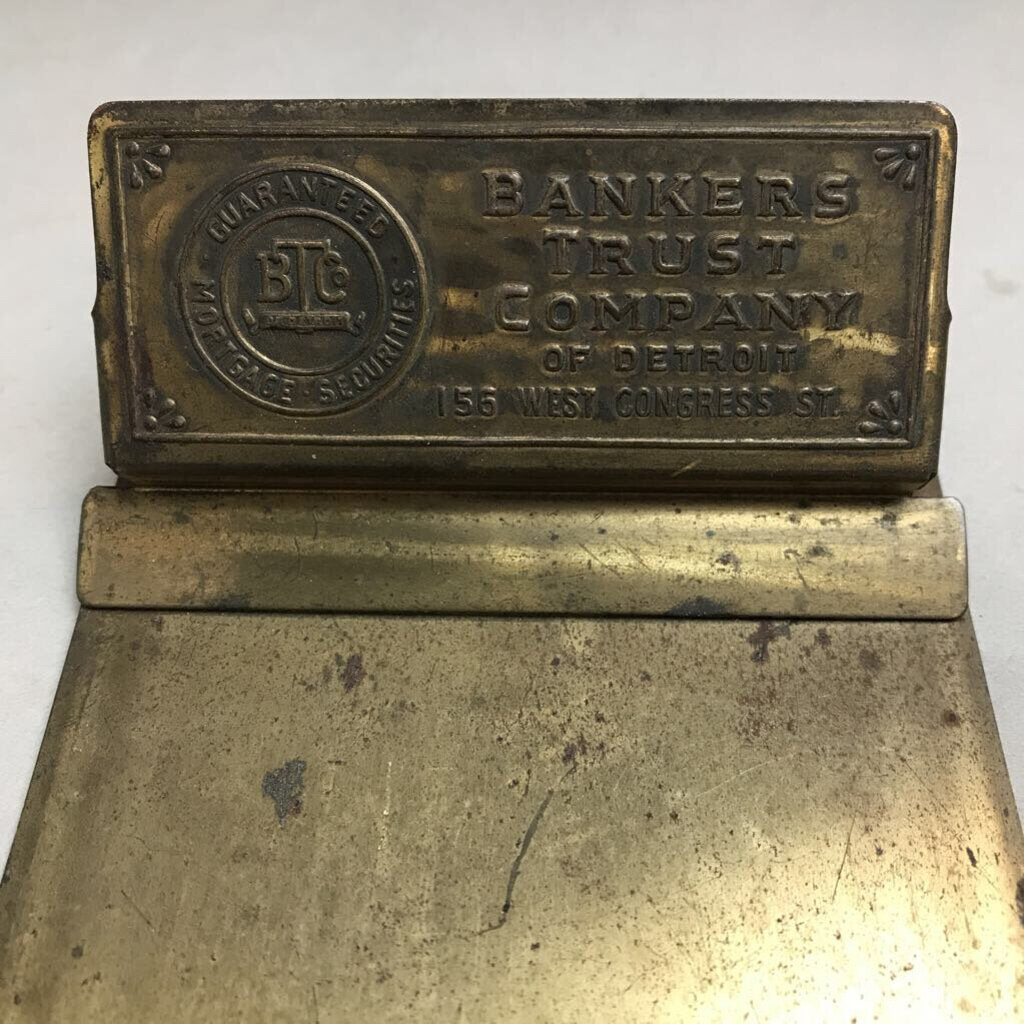 GUARANTEED
MORTGAGE · SECURITIES
BTCo
BANKERS
TRUST
COMPANY
OF DETROIT
156 WEST CONGRESS ST.